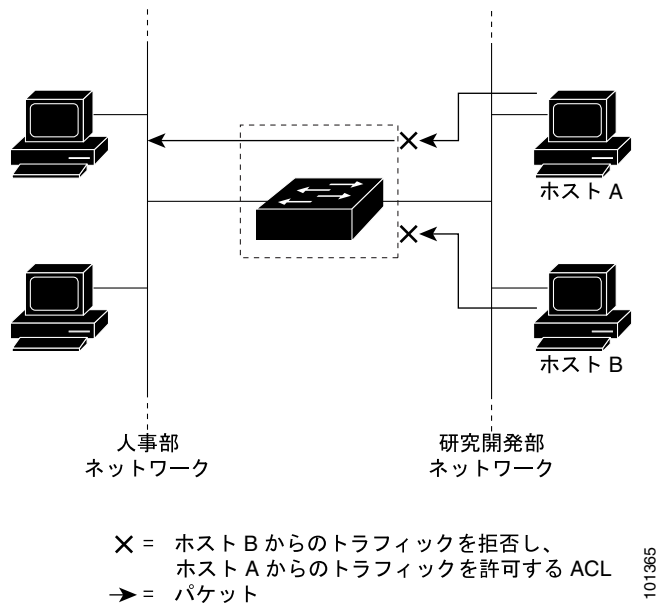 ホスト A
ホスト B
人事部
ネットワーク
研究開発部
ネットワーク
✕ = ホスト B からのトラフィックを拒否し、
ホスト A からのトラフィックを許可する ACL
➔ = パケット
101365